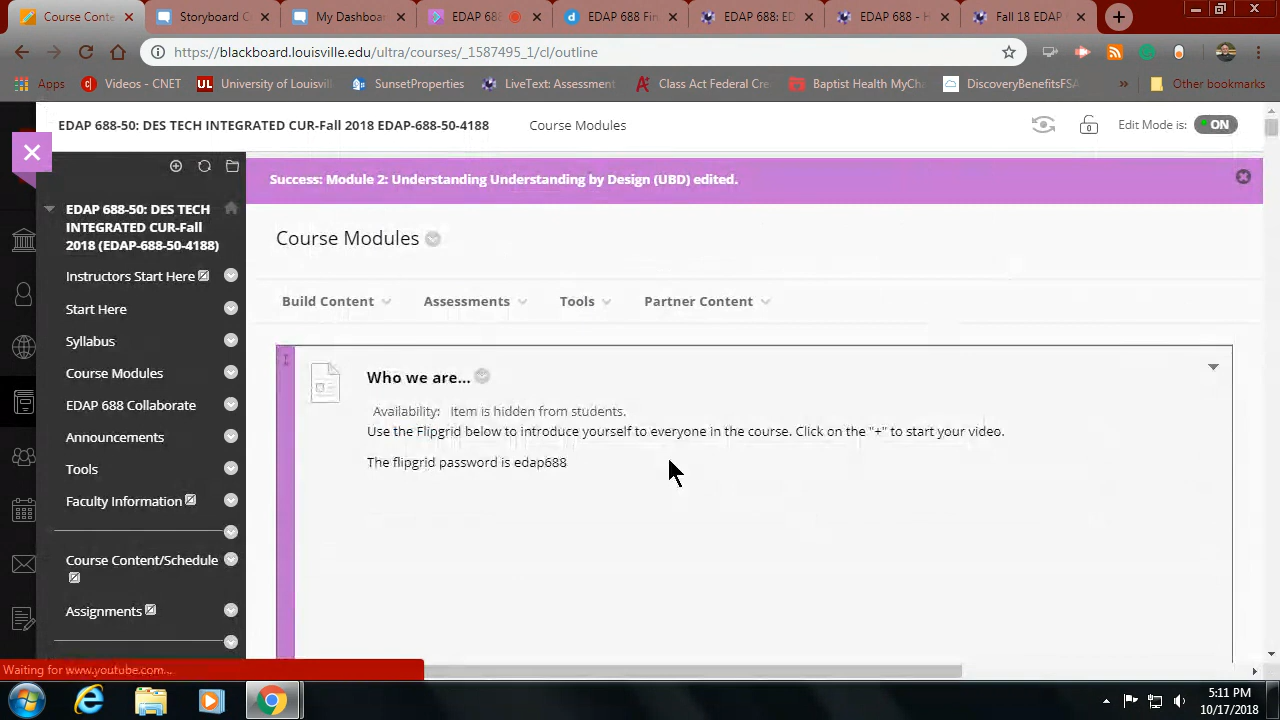 Course Conte
Storyboard C
My Dashboa
EDAP 68
EDAP 688 Fin
EDAP 688: ED
EDAP 688 - F
Fall 18 EDAP
https://blackboard.louisville.edu/ultra/courses/_1587495_1/cl/outline
Apps
Videos - CNET
University of Louisvill
SunsetProperties
LiveText: Assessment
Class Act Federal Cre
Baptist Health MyCh
DiscoveryBenefitsFSA
Other bookmarks
EDAP 688-50: DES TECH INTEGRATED CUR-Fall 2018 EDAP-688-50-4188
Course Modules
Edit Mode is:
ON
Success: Module 2: Understanding Understanding by Design (UBD) edited.
EDAP 688-50: DES TECH
INTEGRATED CUR-Fall
2018 (EDAP-688-50-4188)
Instructors Start Here
Start Here
Syllabus
Course Modules
EDAP 688 Collaborate
Announcements
Tools
Faculty Information
Course Content/Schedule
Assignments
Course Modules
Build Content
Assessments
Tools
Partner Content
Who we are...
Availability: Item is hidden from students.
Use the Flipgrid below to introduce yourself to everyone in the course. Click on the "+" to start your video.
The flipgrid password is edap688
Waiting for www.youtube.com...
5:11 PM
10/17/2018